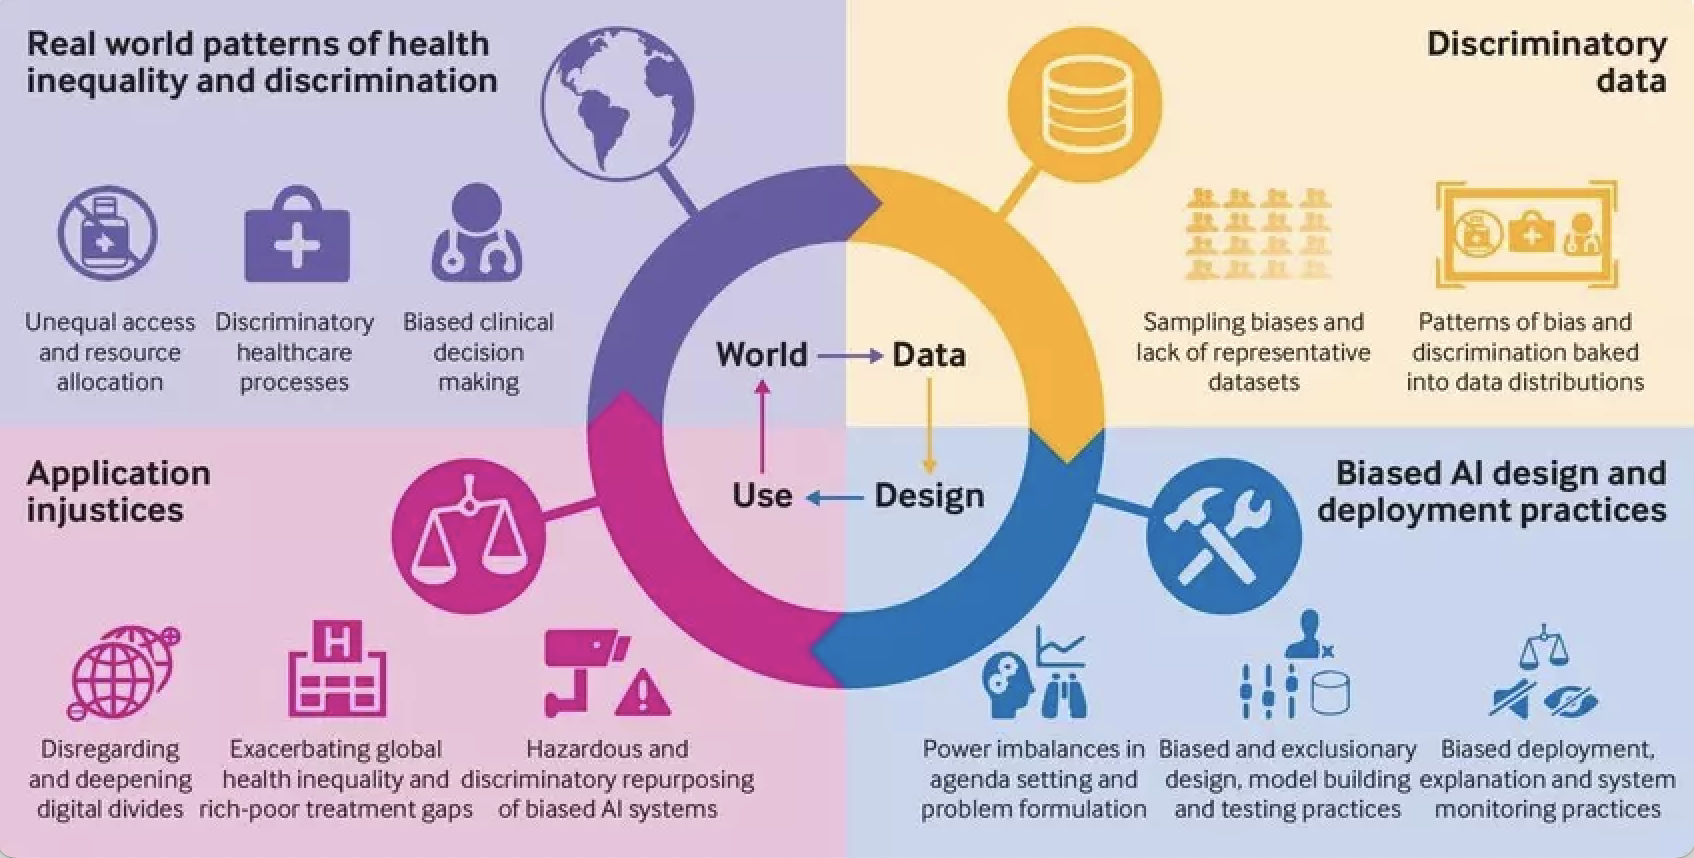 Real world patterns of health
inequality and discrimination
Unequal access
and resource
allocation
Discriminatory
healthcare
processes
Biased clinical
decision
making
Discriminatory
data
Sampling biases and
lack of representative
datasets
Patterns of bias and
discrimination baked
into data distributions
World
Data
Use
Design
Application
injustices
Disregarding
and deepening
digital divides
Exacerbating global
health inequality and
rich-poor treatment gaps
H
Hazardous and
discriminatory repurposing
of biased AI systems
Biased AI design and
deployment practices
Power imbalances in
agenda setting and
problem formulation
Biased and exclusionary
design, model building
and testing practices
Biased deployment,
explanation and system
monitoring practices